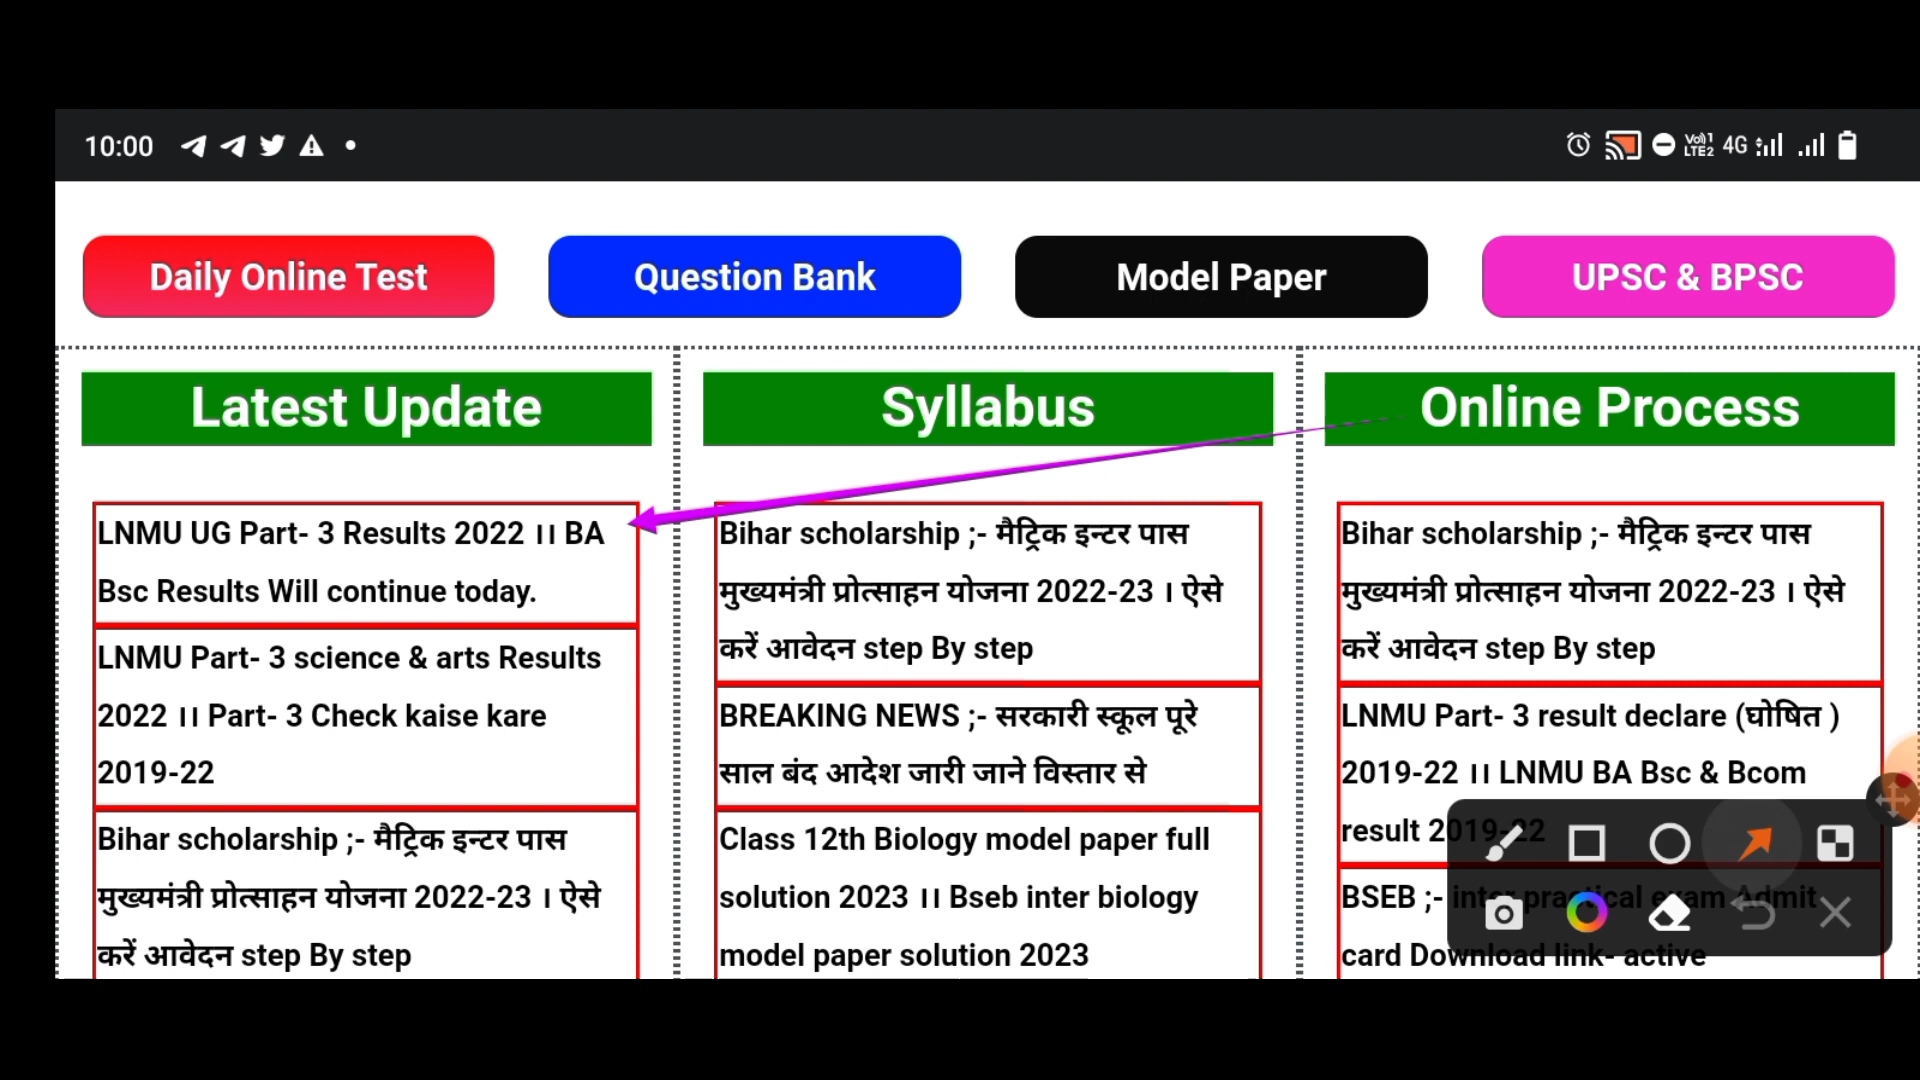 10:00
Vo)) 1
LTE2
4G
Daily Online Test
Question Bank
Model Paper
UPSC & BPSC
Latest Update
LNMU UG Part- 3 Results 2022 ।। BA
Bsc Results Will continue today.
LNMU Part- 3 science & arts Results
2022 ।। Part- 3 Check kaise kare
2019-22
Bihar scholarship ;- मैट्रिक इन्टर पास
मुख्यमंत्री प्रोत्साहन योजना 2022-23 । ऐसे
करें आवेदन step By step
Syllabus
Bihar scholarship ;- मैट्रिक इन्टर पास
मुख्यमंत्री प्रोत्साहन योजना 2022-23 । ऐसे
करें आवेदन step By step
BREAKING NEWS ;- सरकारी स्कूल पूरे
साल बंद आदेश जारी जाने विस्तार से
Class 12th Biology model paper full
solution 2023 ।। Bseb inter biology
model paper solution 2023
Online Process
Bihar scholarship ;- मैट्रिक इन्टर पास
मुख्यमंत्री प्रोत्साहन योजना 2022-23 । ऐसे
करें आवेदन step By step
LNMU Part- 3 result declare (घोषित )
2019-22 ।। LNMU BA Bsc & Bcom
result 2019-22
BSEB ;- inter practical exam Admit
card Download link- active